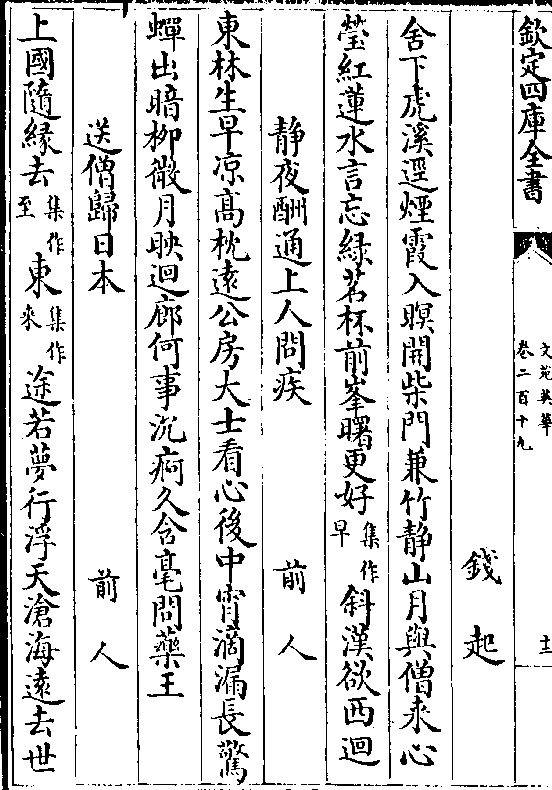 欽定四庫全書
文苑英華
卷二百十九
錢起
舍下虎溪逕煙霞入暝開柴門兼竹靜山月與僧來心
瑩紅蓮水言忘緑茗杯前峯曙更好集作早斜漢欲西迴
靜夜酬通上人問疾 前人
東林生早凉髙枕遠公房大士看心後中宵滴漏長驚
蟬出暗柳微月映迴廊何事沉痾久含毫問藥王
送僧歸日本 前人
上國隨緣去集作至東集作來途若夢行浮天滄海遠去世